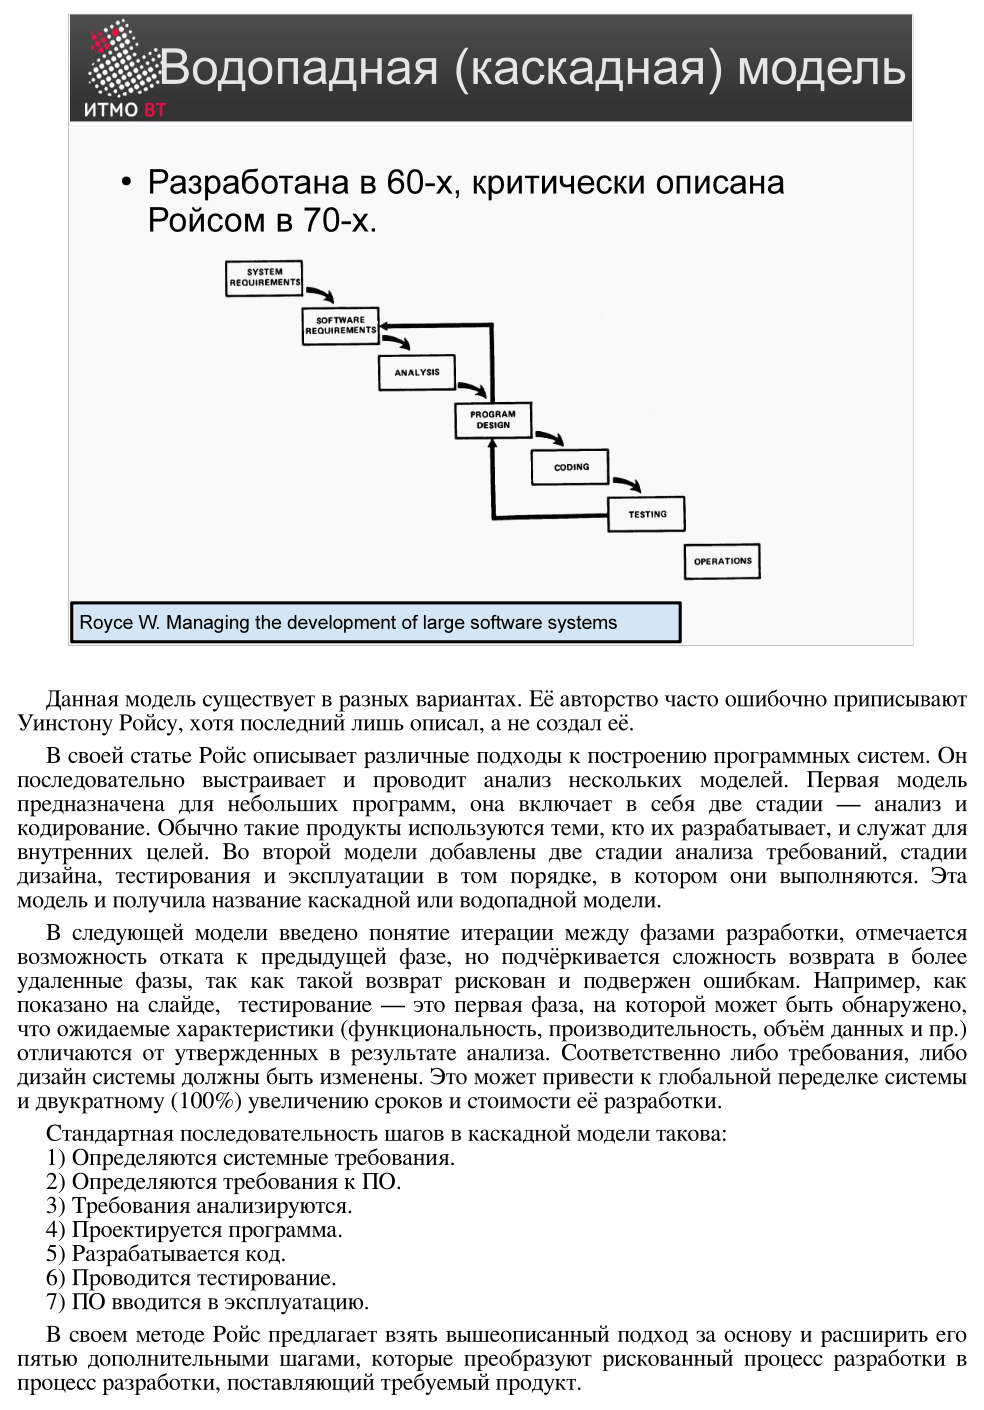 Водопадная (каскадная) модель
ИТМО ВТ
• Разработана в 60-х, критически описана
Ройсом в 70-х.
SYSTEM
REQUIREMENTS
SOFTWARE
REQUIREMENTS
ANALYSIS
PROGRAM
DESIGN
CODING
TESTING
OPERATIONS
Royce W. Managing the development of large software systems
Данная модель существует в разных вариантах. Её авторство часто ошибочно приписывают
Уинстону Ройсу, хотя последний лишь описал, а не создал её.
В своей статье Ройс описывает различные подходы к построению программных систем. Он
последовательно выстраивает и проводит анализ нескольких моделей. Первая модель
предназначена для небольших программ, она включает в себя две стадии — анализ и
кодирование. Обычно такие продукты используются теми, кто их разрабатывает, и служат для
внутренних целей. Во второй модели добавлены две стадии анализа требований, стадии
дизайна, тестирования и эксплуатации в том порядке, в котором они выполняются. Эта
модель и получила название каскадной или водопадной модели.
В следующей модели введено понятие итерации между фазами разработки, отмечается
возможность отката к предыдущей фазе, но подчёркивается сложность возврата в более
удаленные фазы, так как такой возврат рискован и подвержен ошибкам. Например, как
показано на слайде, тестирование — это первая фаза, на которой может быть обнаружено,
что ожидаемые характеристики (функциональность, производительность, объём данных и пр.)
отличаются от утвержденных в результате анализа. Соответственно либо требования, либо
дизайн системы должны быть изменены. Это может привести к глобальной переделке системы
и двукратному (100%) увеличению сроков и стоимости её разработки.
Стандартная последовательность шагов в каскадной модели такова:
1) Определяются системные требования.
2) Определяются требования к ПО.
3) Требования анализируются.
4) Проектируется программа.
5) Разрабатывается код.
6) Проводится тестирование.
7) ПО вводится в эксплуатацию.
В своем методе Ройс предлагает взять вышеописанный подход за основу и расширить его
пятью дополнительными шагами, которые преобразуют рискованный процесс разработки в
процесс разработки, поставляющий требуемый продукт.